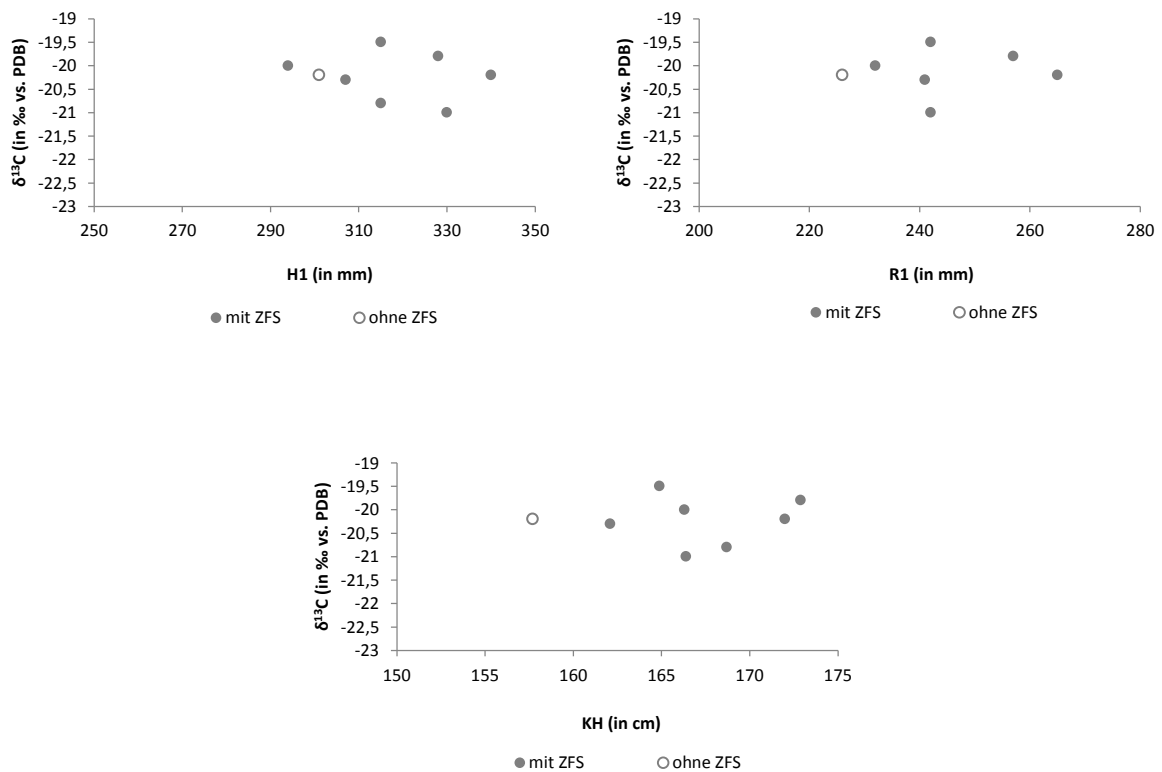 -19
-19,5
-20
-20,5
-21
-21,5
-22
-22,5
-23
δ¹³C (in ‰ vs. PDB)
250 270 290 310 330 350
H1 (in mm)
mit ZFS ohne ZFS
-19
-19,5
-20
-20,5
-21
-21,5
-22
-22,5
-23
δ¹³C (in ‰ vs. PDB)
200 220 240 260 280
R1 (in mm)
mit ZFS ohne ZFS
-19
-19,5
-20
-20,5
-21
-21,5
-22
-22,5
-23
δ¹³C (in ‰ vs. PDB)
150 155 160 165 170 175
KH (in cm)
mit ZFS ohne ZFS